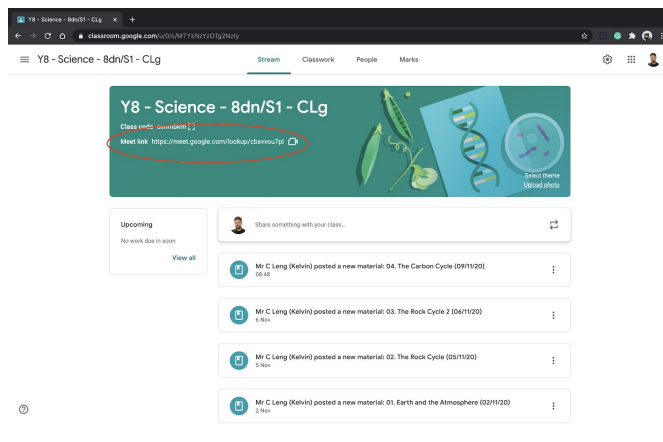 Y8 - Science - 8dn/S1 - CLg
classroom.google.com/u/0/c/MTYzNzYzOTg2NzIy
Y8 - Science - 8dn/S1 - CLg
Stream Classwork People Marks
Y8 - Science - 8dn/S1 - CLg
Class code
Meet link https://meet.google.com/lookup/cbsvvou7pl
Select theme
Upload photo
Upcoming
No work due in soon
View all
Share something with your class...
Mr C Leng (Kelvin) posted a new material: 04. The Carbon Cycle (09/11/20)
08:48
Mr C Leng (Kelvin) posted a new material: 03. The Rock Cycle 2 (06/11/20)
6 Nov
Mr C Leng (Kelvin) posted a new material: 02. The Rock Cycle (05/11/20)
5 Nov
Mr C Leng (Kelvin) posted a new material: 01. Earth and the Atmosphere (02/11/20)
2 Nov